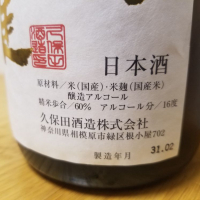 日本酒
原材料／米(国産)・米麹(国産米)
醸造アルコール
精米歩合／60%　アルコール分／16度
久保田酒造株式会社
神奈川県相模原市緑区根小屋702
31.02
製造年月